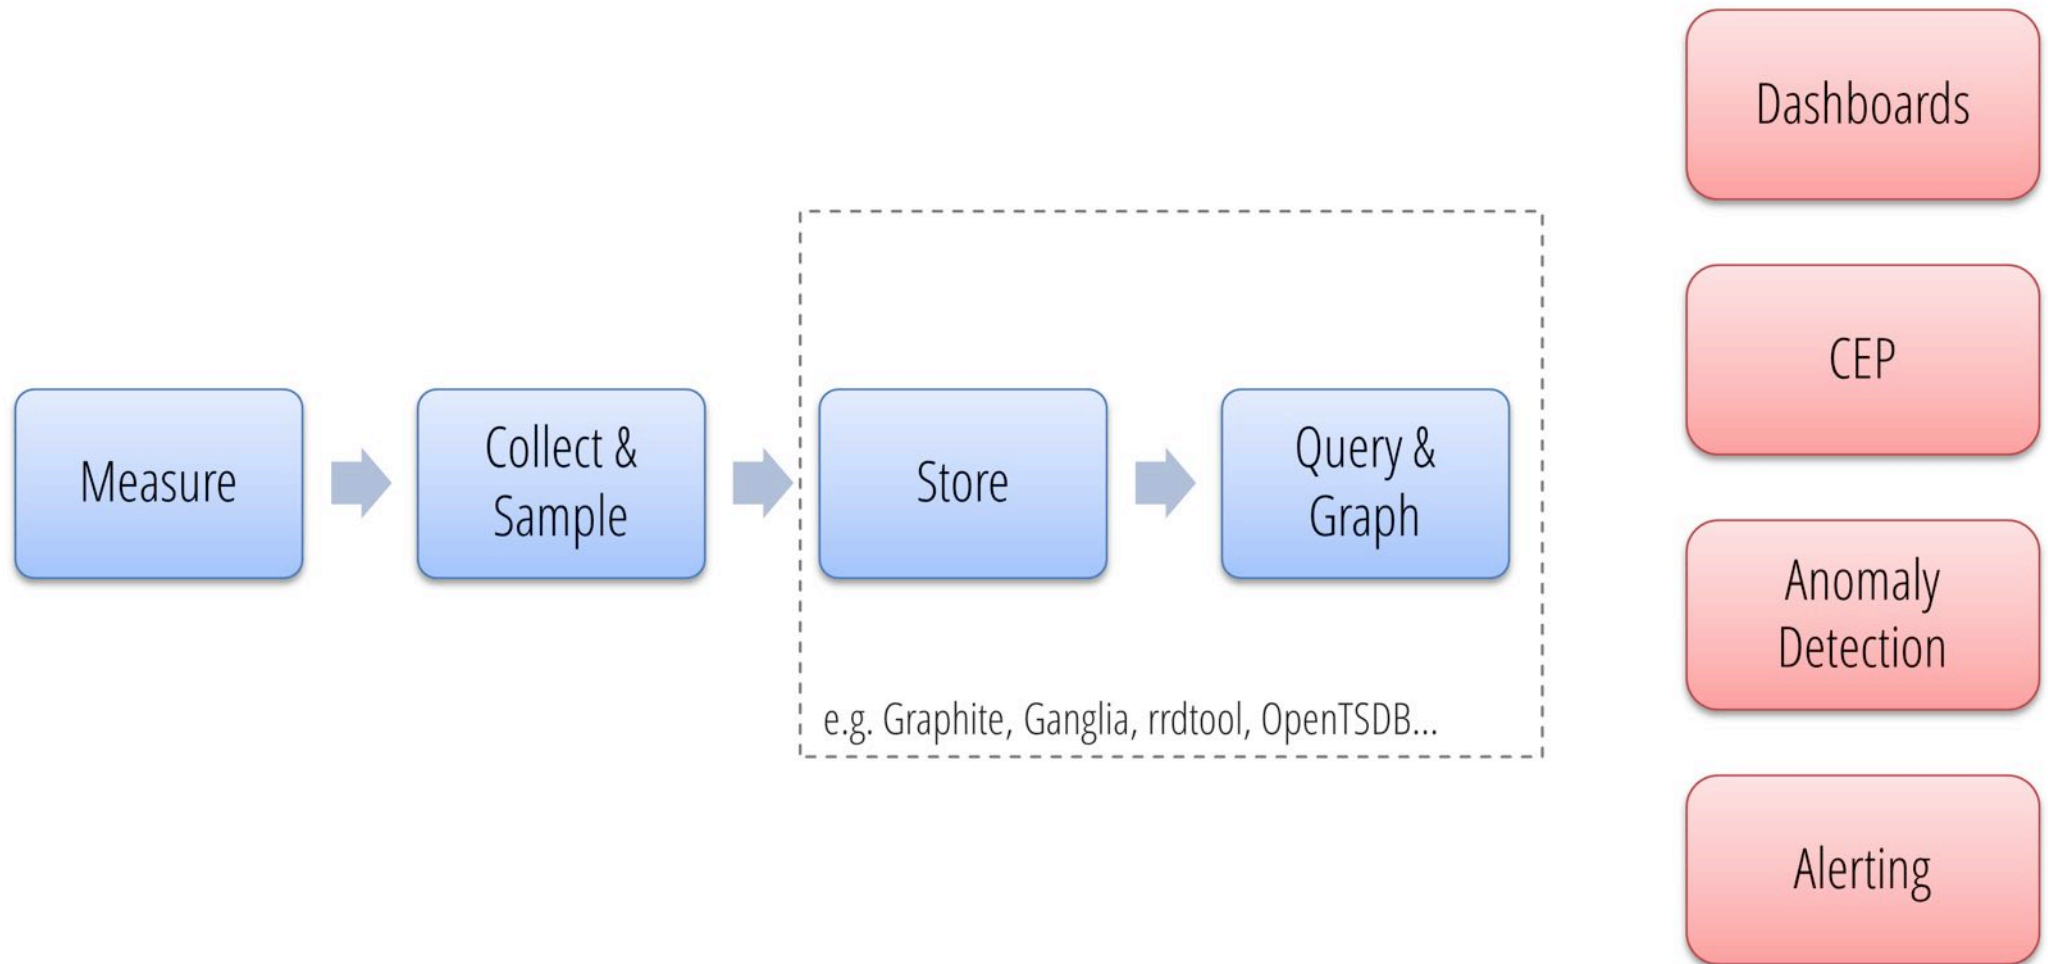 Measure
Collect &
Sample
Store
Query &
Graph
e.g. Graphite, Ganglia, rrdtool, OpenTSDB...
Dashboards
CEP
Anomaly
Detection
Alerting